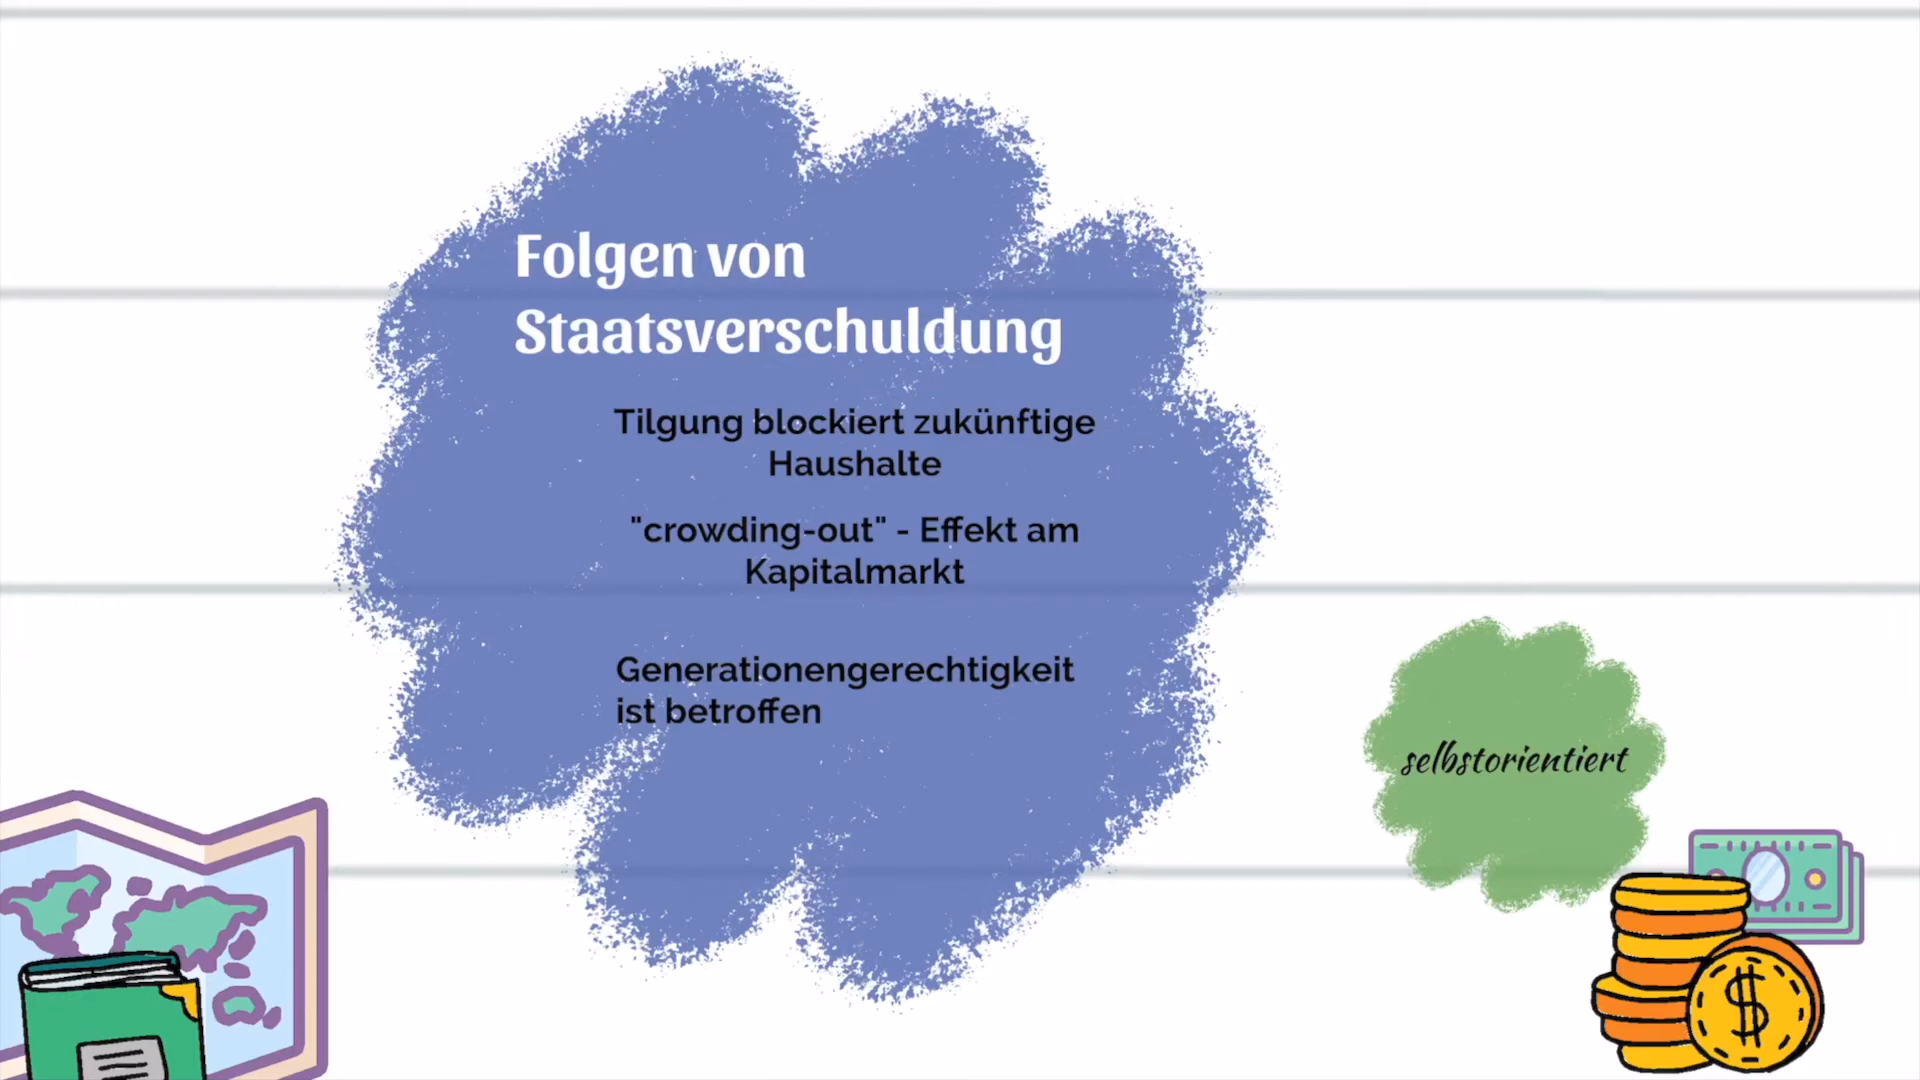 Folgen von
Staatsverschuldung
Tilgung blockiert zukünftige
Haushalte
"crowding-out" - Effekt am
Kapitalmarkt
Generationengerechtigkeit
ist betroffen
selbstorientiert
$